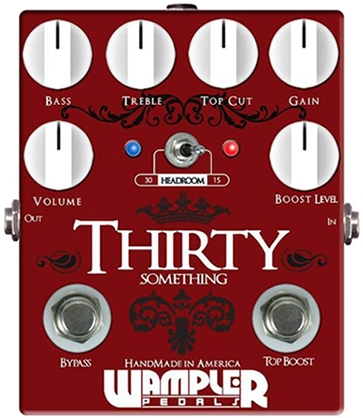 BASS TREBLE TOP CUT GAIN
VOLUME BOOST LEVEL
30 HEADROOM 15
OUT IN
THIRTY
SOMETHING
BYPASS HANDMADE IN AMERICA TOP BOOST
WAMPLER
PEDALS